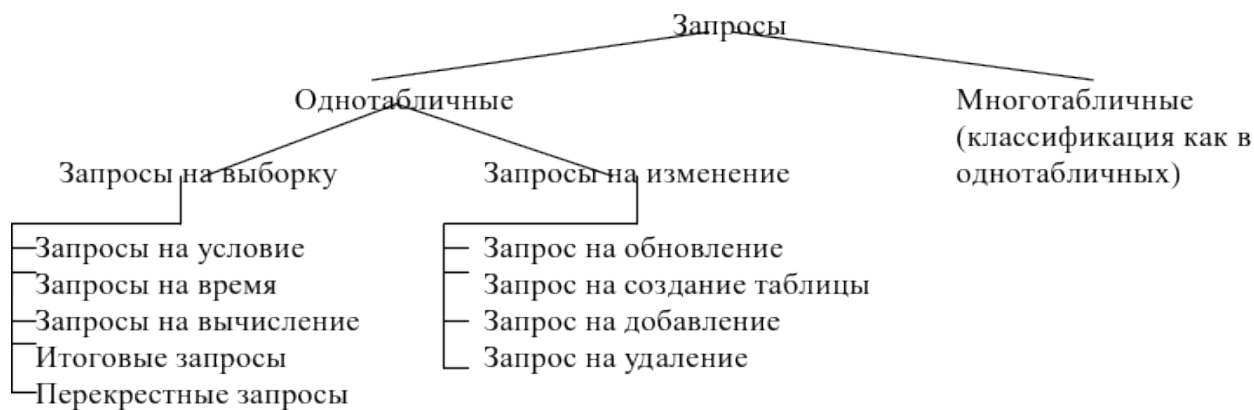 Запросы
Однотабличные
Многотабличные
(классификация как в
однотабличных)
Запросы на выборку
Запросы на изменение
Запросы на условие
Запросы на время
Запросы на вычисление
Итоговые запросы
Перекрестные запросы
Запрос на обновление
Запрос на создание таблицы
Запрос на добавление
Запрос на удаление